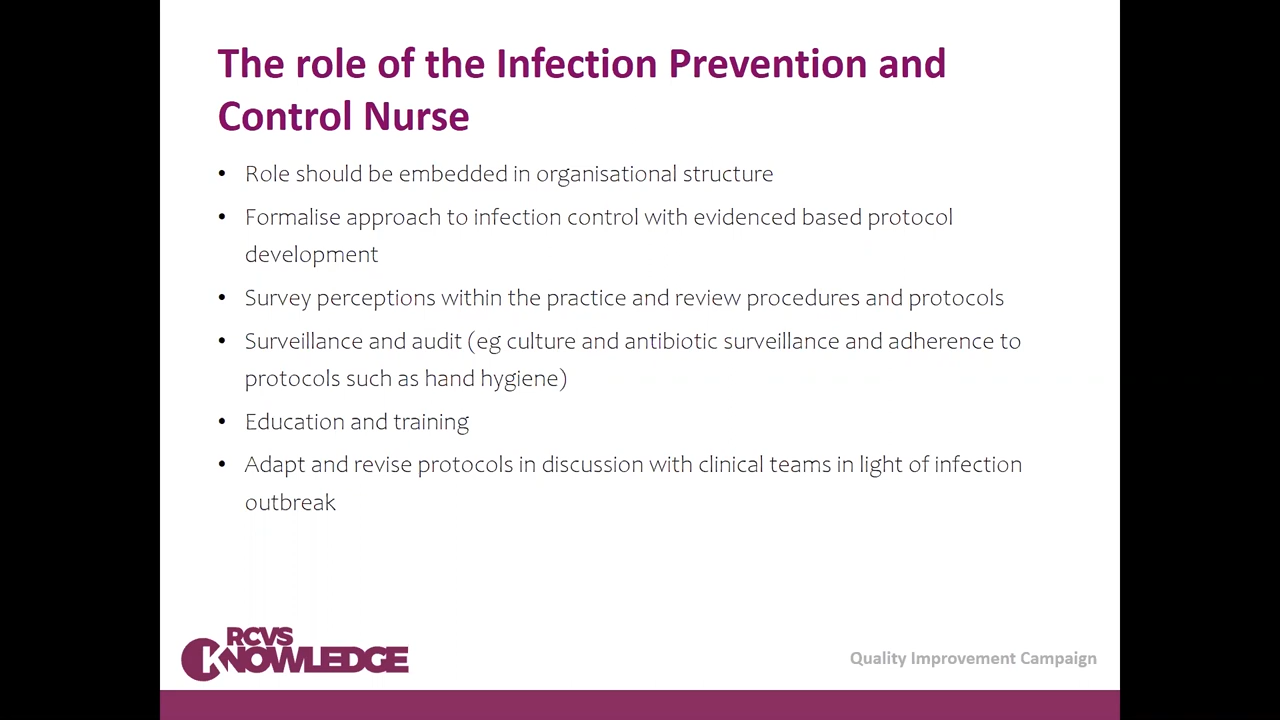 The role of the Infection Prevention and
Control Nurse
• Role should be embedded in organisational structure
• Formalise approach to infection control with evidenced based protocol
development
• Survey perceptions within the practice and review procedures and protocols
• Surveillance and audit (eg culture and antibiotic surveillance and adherence to
protocols such as hand hygiene)
• Education and training
• Adapt and revise protocols in discussion with clinical teams in light of infection
outbreak
RCVS
KNOWLEDGE
Quality Improvement Campaign